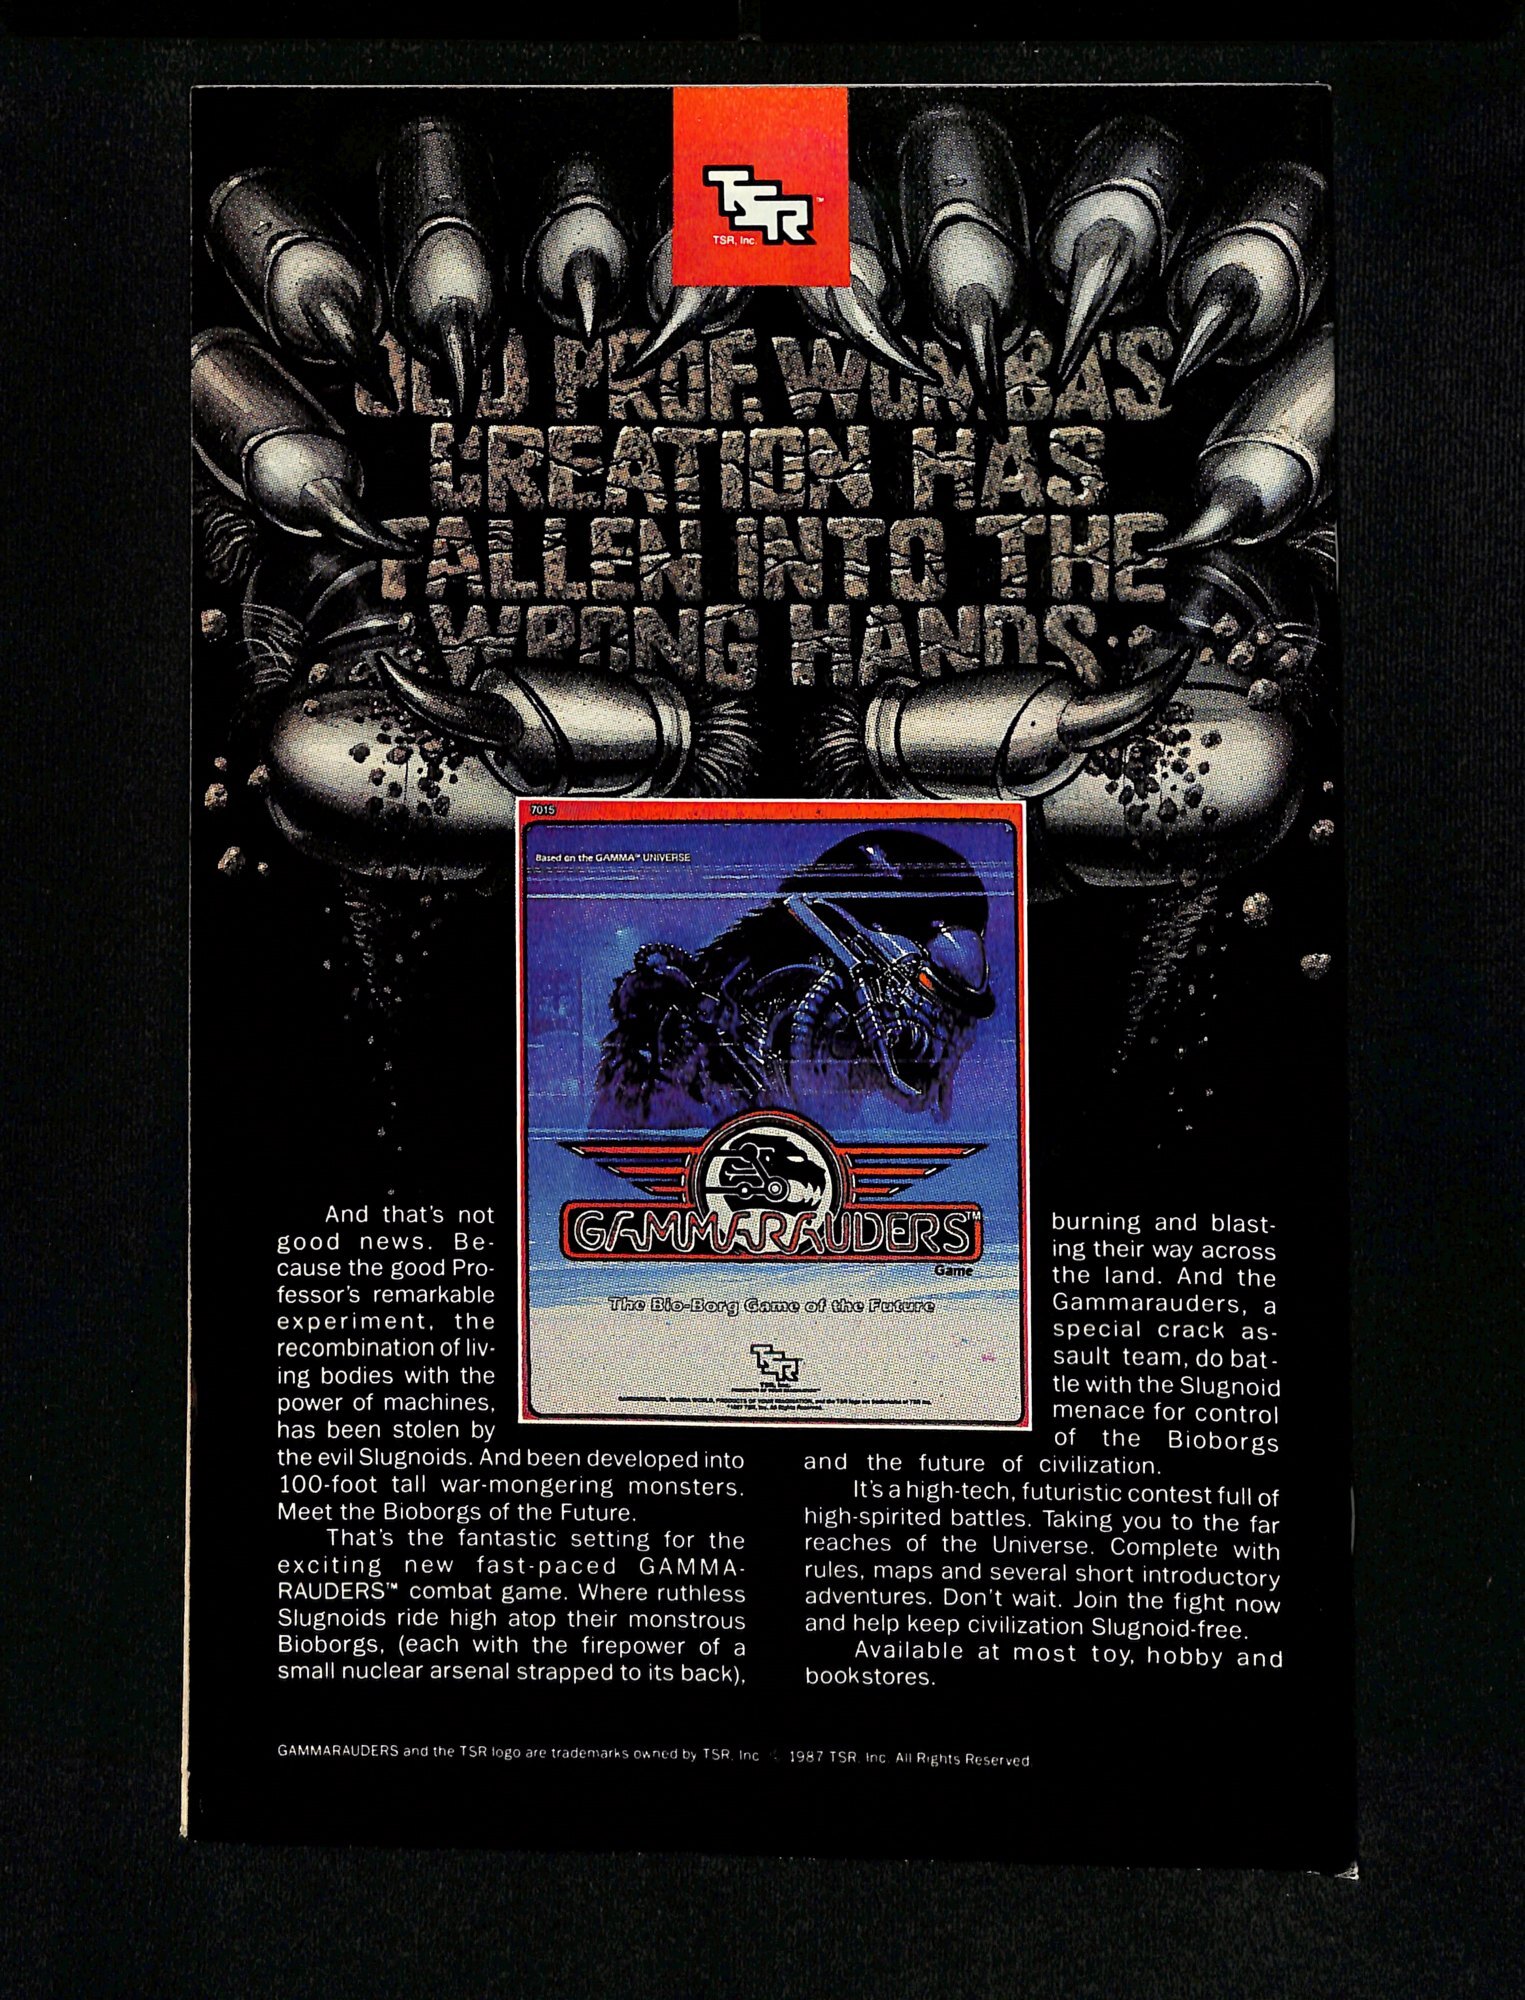 TSR™
TSR, Inc.
OLD PROF. WOMBAS
CREATION HAS
FALLEN INTO THE
WRONG HANDS.
7015
Based on the GAMMA™ UNIVERSE
GAMMARAUDERS™
Game
The Bio-Borg Game of the Future
TSR
TSR, Inc.
And that's not
good news. Be-
cause the good Pro-
fessor's remarkable
experiment, the
recombination of liv-
ing bodies with the
power of machines,
has been stolen by
the evil Slugnoids. And been developed into
100-foot tall war-mongering monsters.
Meet the Bioborgs of the Future.
That's the fantastic setting for the
exciting new fast-paced GAMMA-
RAUDERS™ combat game. Where ruthless
Slugnoids ride high atop their monstrous
Bioborgs, (each with the firepower of a
small nuclear arsenal strapped to its back),
burning and blast-
ing their way across
the land. And the
Gammarauders, a
special crack as-
sault team, do bat-
tle with the Slugnoid
menace for control
of the Bioborgs
and the future of civilization.
It's a high-tech, futuristic contest full of
high-spirited battles. Taking you to the far
reaches of the Universe. Complete with
rules, maps and several short introductory
adventures. Don't wait. Join the fight now
and help keep civilization Slugnoid-free.
Available at most toy, hobby and
bookstores.
GAMMARAUDERS and the TSR logo are trademarks owned by TSR, Inc. 1987 TSR, Inc. All Rights Reserved